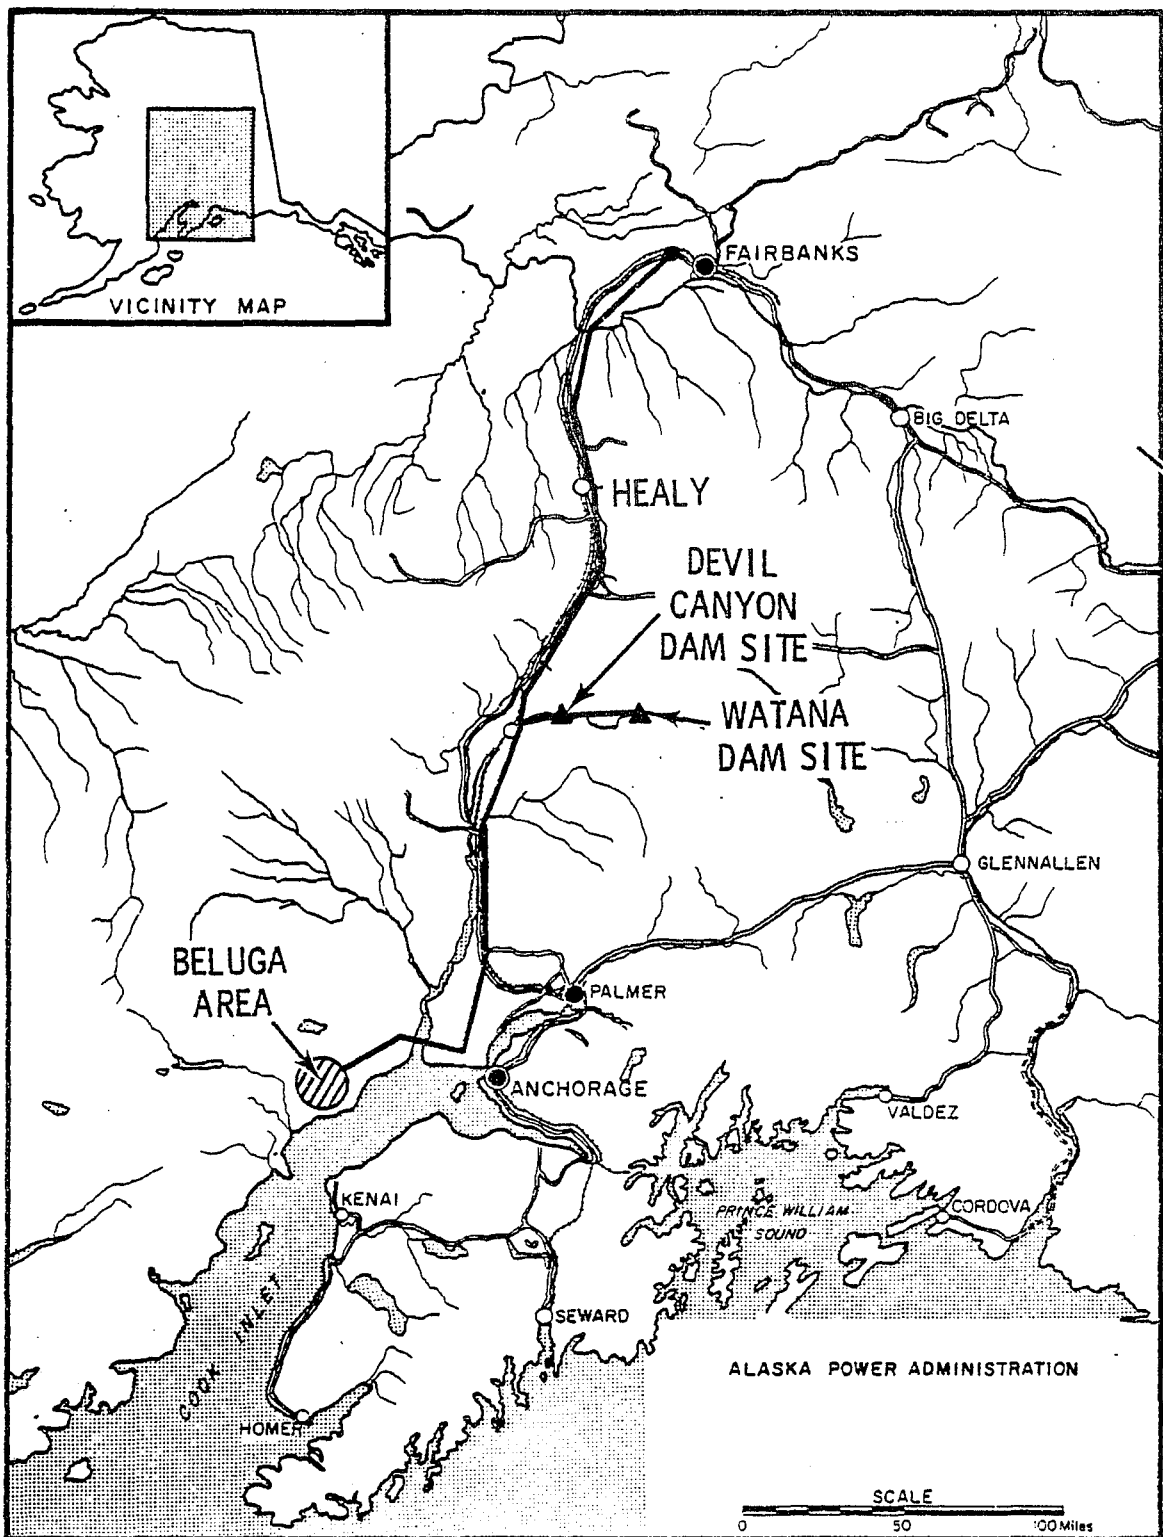 VICINITY MAP
FAIRBANKS
BIG DELTA
HEALY
DEVIL
CANYON
DAM SITE
WATANA
DAM SITE
GLENNALLEN
BELUGA
AREA
PALMER
ANCHORAGE
VALDEZ
KENAI
PRINCE WILLIAM
SOUND
CORDOVA
COOK INLET
SEWARD
HOMER
ALASKA POWER ADMINISTRATION
SCALE
0 50 100 Miles